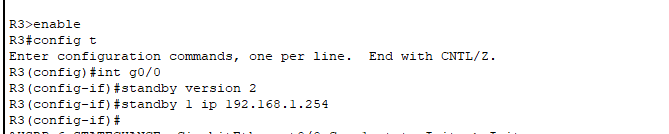 R3>enable
R3#config t
Enter configuration commands, one per line.  End with CNTL/Z.
R3(config)#int g0/0
R3(config-if)#standby version 2
R3(config-if)#standby 1 ip 192.168.1.254
R3(config-if)#